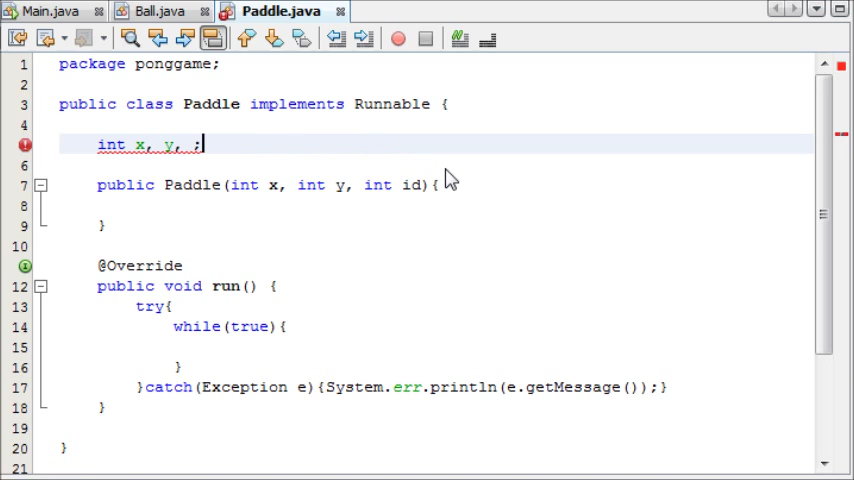 Main.java Ball.java Paddle.java
1 package ponggame;
2
3 public class Paddle implements Runnable {
4
int x, y, ;
6
7 public Paddle(int x, int y, int id){
8
9 }
10
@Override
12 public void run() {
13 try{
14 while(true){
15
16 }
17 }catch(Exception e){System.err.println(e.getMessage());}
18 }
19
20 }
21